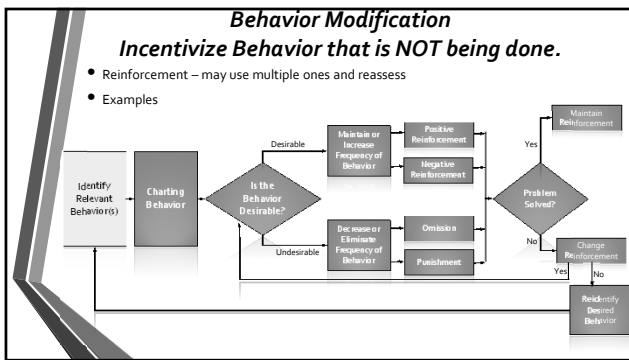 Behavior Modification
Incentivize Behavior that is NOT being done.
• Reinforcement – may use multiple ones and reassess
• Examples
Identify
Relevant
Behavior(s)
Charting
Behavior
Is the
Behavior
Desirable?
Desirable
Undesirable
Maintain or
Increase
Frequency of
Behavior
Positive
Reinforcement
Negative
Reinforcement
Decrease or
Eliminate
Frequency of
Behavior
Omission
Punishment
Problem
Solved?
Yes
Maintain
Reinforcement
No
Change
Reinforcement
Yes
No
Reidentify
Desired
Behavior